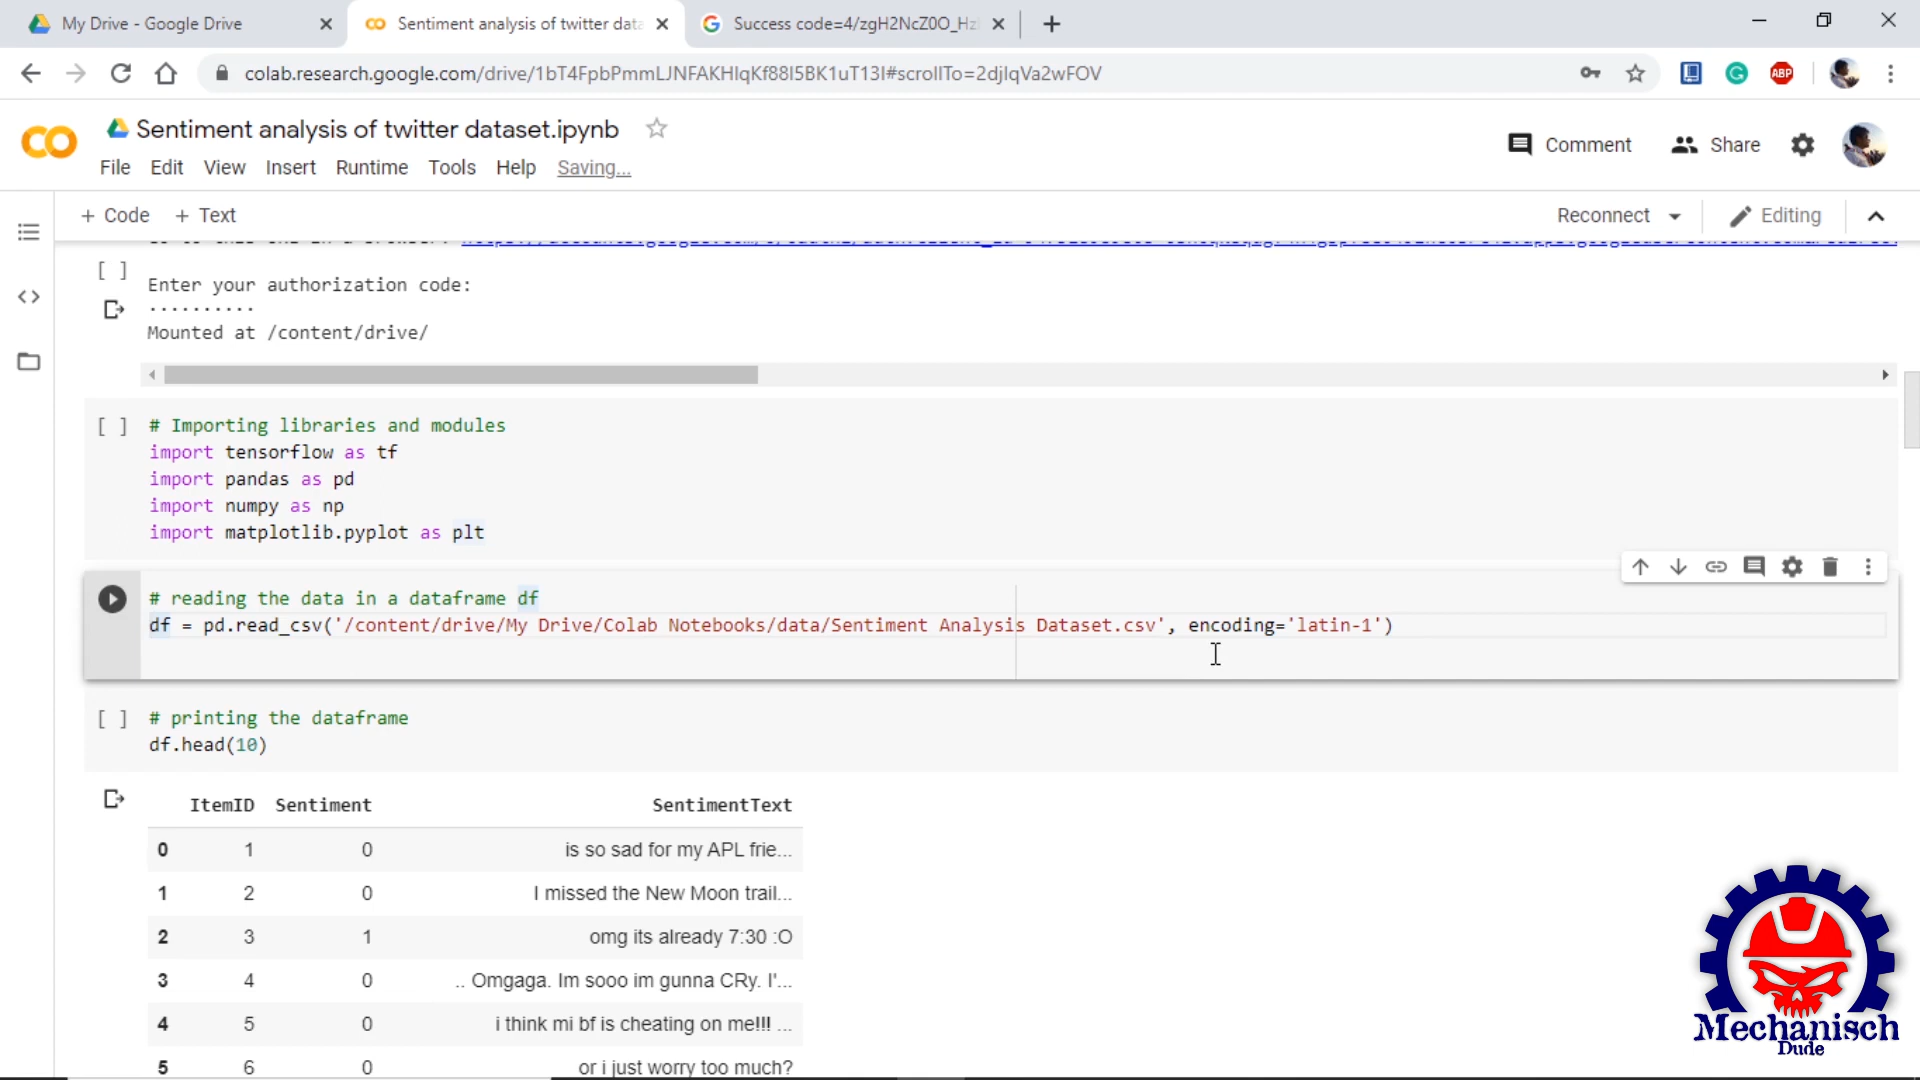 My Drive - Google Drive
Sentiment analysis of twitter data
Success code=4/zgH2NcZ0O_Hz
colab.research.google.com/drive/1bT4FpbPmmLJNFAKHIqKf88I5BK1uT13I#scrollTo=2djIqVa2wFOV
ABP
Sentiment analysis of twitter dataset.ipynb
Comment
Share
File Edit View Insert Runtime Tools Help Saving...
+ Code + Text
Reconnect
Editing
[ ]
Enter your authorization code:
··········
Mounted at /content/drive/
[ ] # Importing libraries and modules
import tensorflow as tf
import pandas as pd
import numpy as np
import matplotlib.pyplot as plt
# reading the data in a dataframe df
df = pd.read_csv('/content/drive/My Drive/Colab Notebooks/data/Sentiment Analysis Dataset.csv', encoding='latin-1')
[ ] # printing the dataframe
df.head(10)
ItemID Sentiment SentimentText
0 1 0 is so sad for my APL frie...
1 2 0 I missed the New Moon trail...
2 3 1 omg its already 7:30 :O
3 4 0 .. Omgaga. Im sooo im gunna CRy. I'...
4 5 0 i think mi bf is cheating on me!!! ...
5 6 0 or i just worry too much?
Mechanisch
Dude